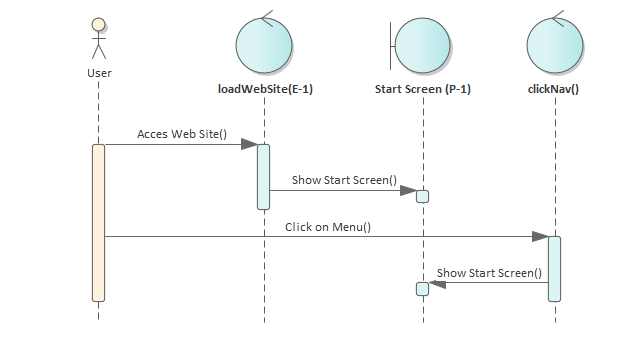 User
loadWebSite(E-1)
Start Screen (P-1)
clickNav()
Acces Web Site()
Show Start Screen()
Click on Menu()
Show Start Screen()